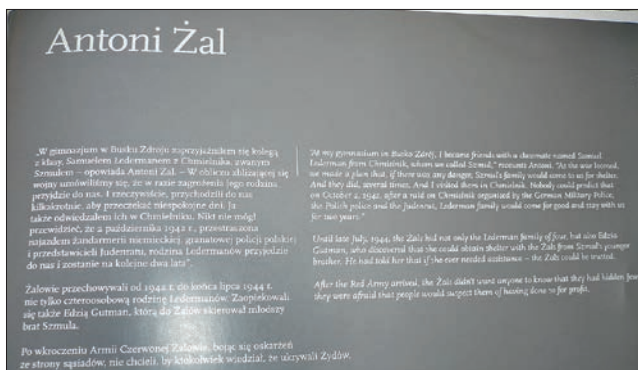 Antoni Żal
„W gimnazjum w Busku Zdroju zaprzyjaźniłem się kolegą
z klasy, Samuelem Ledermanem z Chmielnika, zwanym
Szmulem – opowiada Antoni Żal. – W obliczu zbliżającej się
wojny umówiliśmy się, że w razie zagrożenia jego rodzina
przyjdzie do nas. I rzeczywiście, przychodzili do nas
kilkakrotnie, aby przeczekać niespokojne dni. Ja
także odwiedzałem ich w Chmielniku. Nikt nie mógł
przewidzieć, że 2 października 1942 r., przestraszona
najazdem żandarmerii niemieckiej, granatowej policji polskiej
i przedstawicieli Judenratu, rodzina Ledermanów przyjdzie
do nas i zostanie na kolejne dwa lata”.
Żalowie przechowywali od 1942 r. do końca lipca 1944 r.
nie tylko czteroosobową rodzinę Ledermanów. Zaopiekowali
się także Edzią Gutman, którą do Żalów skierował młodszy
brat Szmula.
Po wkroczeniu Armii Czerwonej Żalowie, bojąc się oskarżeń
ze strony sąsiadów, nie chcieli, by ktokolwiek wiedział, że ukrywali Żydów.
"At my gymnasium in Busko Zdrój, I became friends with a classmate named Samuel
Lederman from Chmielnik, whom we called Szmul," recounts Antoni. "As the war loomed,
we made a plan that, if there was any danger, Szmul's family would come to us for shelter.
And they did, several times. And I visited them in Chmielnik. Nobody could predict that
on October 2, 1942, after a raid on Chmielnik organised by the German Military Police,
the Polish police and the Judenrat, Lederman family would come for good and stay with us
for two years."
Until late July, 1944, the Żals hid not only the Lederman family of four, but also Edzia
Gutman, who discovered that she could obtain shelter with the Żals from Szmul's younger
brother. He had told her that if she ever needed assistance – the Żals could be trusted.
After the Red Army arrival, the Żals didn't want anyone to know that they had hidden Jew
they were afraid that people would suspect them of having done so for profit.